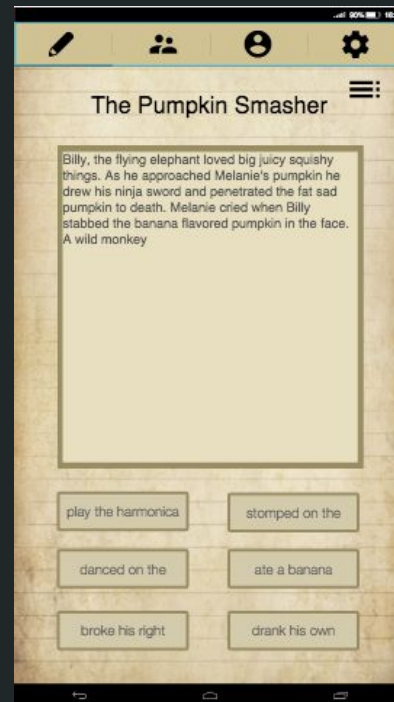 90% 16:
The Pumpkin Smasher
Billy, the flying elephant loved big juicy squishy
things. As he approached Melanie's pumpkin he
drew his ninja sword and penetrated the fat sad
pumpkin to death. Melanie cried when Billy
stabbed the banana flavored pumpkin in the face.
A wild monkey
play the harmonica
stomped on the
danced on the
ate a banana
broke his right
drank his own